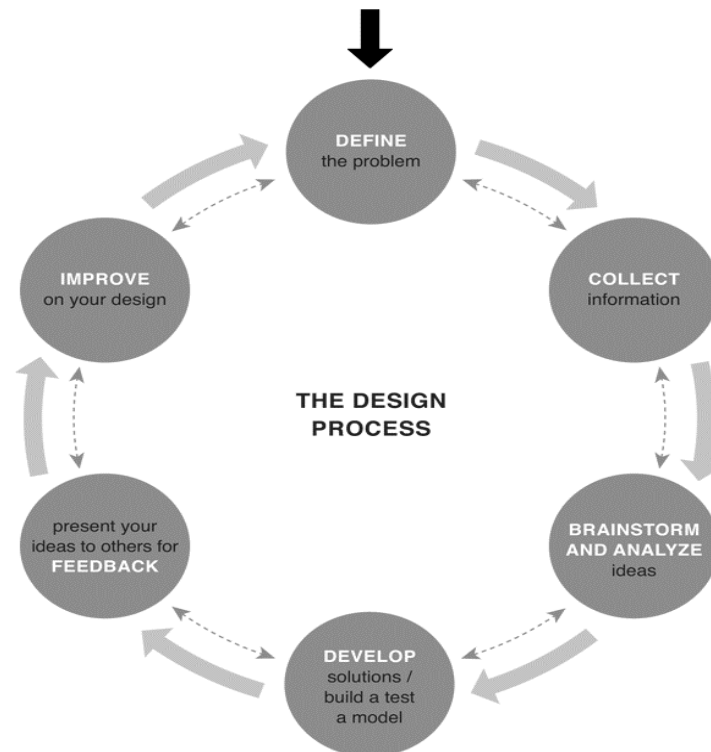 DEFINE
the problem
COLLECT
information
BRAINSTORM
AND ANALYZE
ideas
DEVELOP
solutions /
build a test
a model
present your
ideas to others for
FEEDBACK
IMPROVE
on your design
THE DESIGN
PROCESS